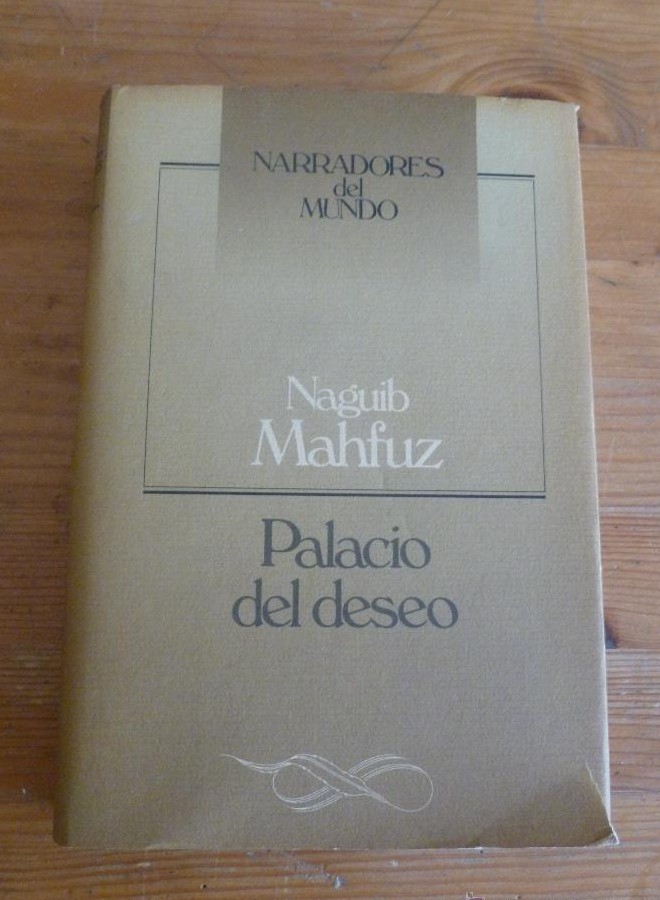 NARRADORES
del
MUNDO
Naguib
Mahfuz
Palacio
del deseo